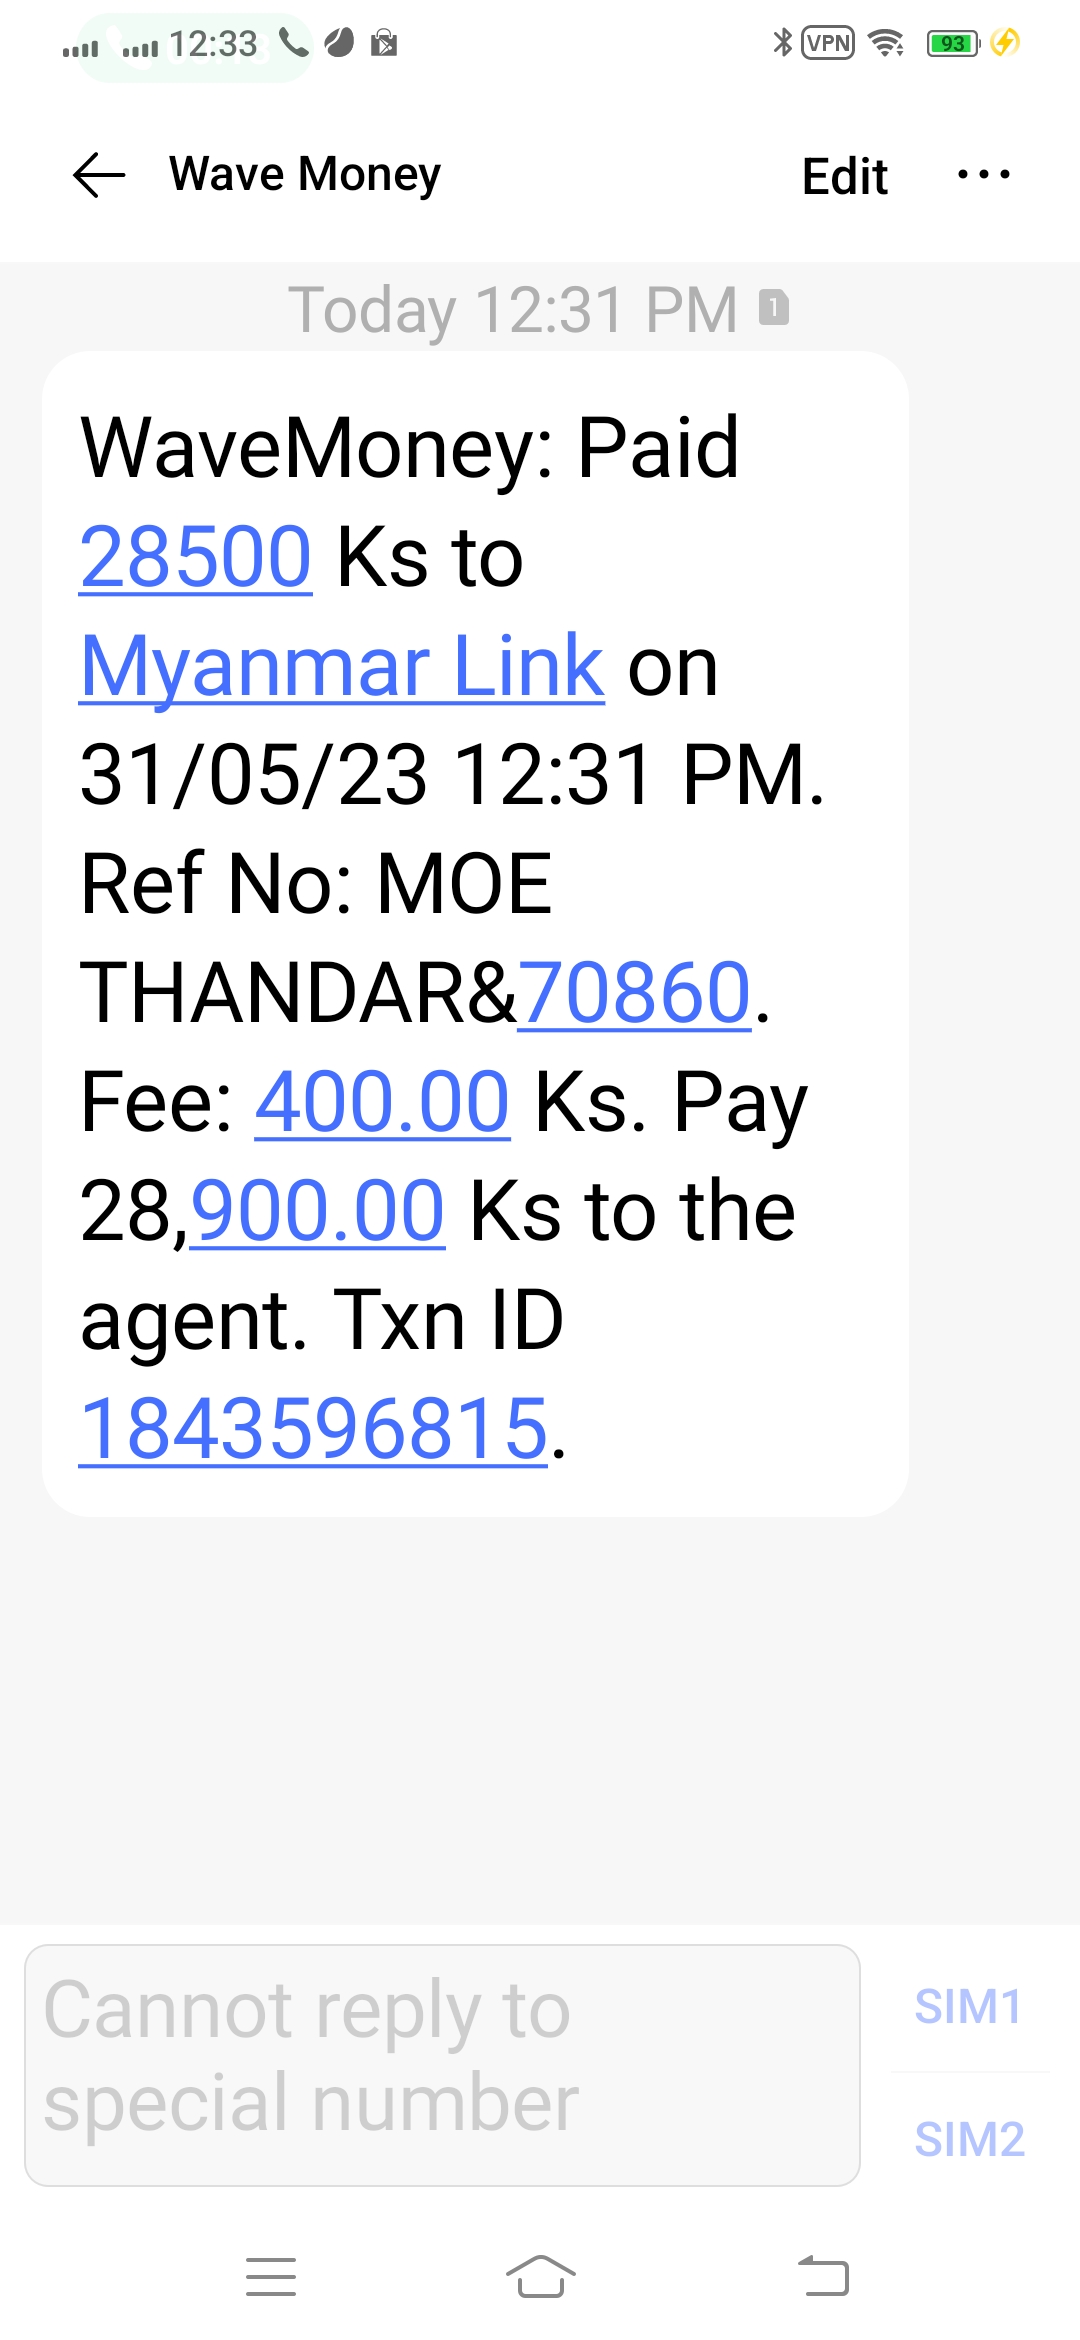 12:33 VPN 93
Wave Money Edit ...
Today 12:31 PM 1
WaveMoney: Paid
28500 Ks to
Myanmar Link on
31/05/23 12:31 PM.
Ref No: MOE
THANDAR&70860.
Fee: 400.00 Ks. Pay
28,900.00 Ks to the
agent. Txn ID
1843596815.
Cannot reply to
special number
SIM1
SIM2